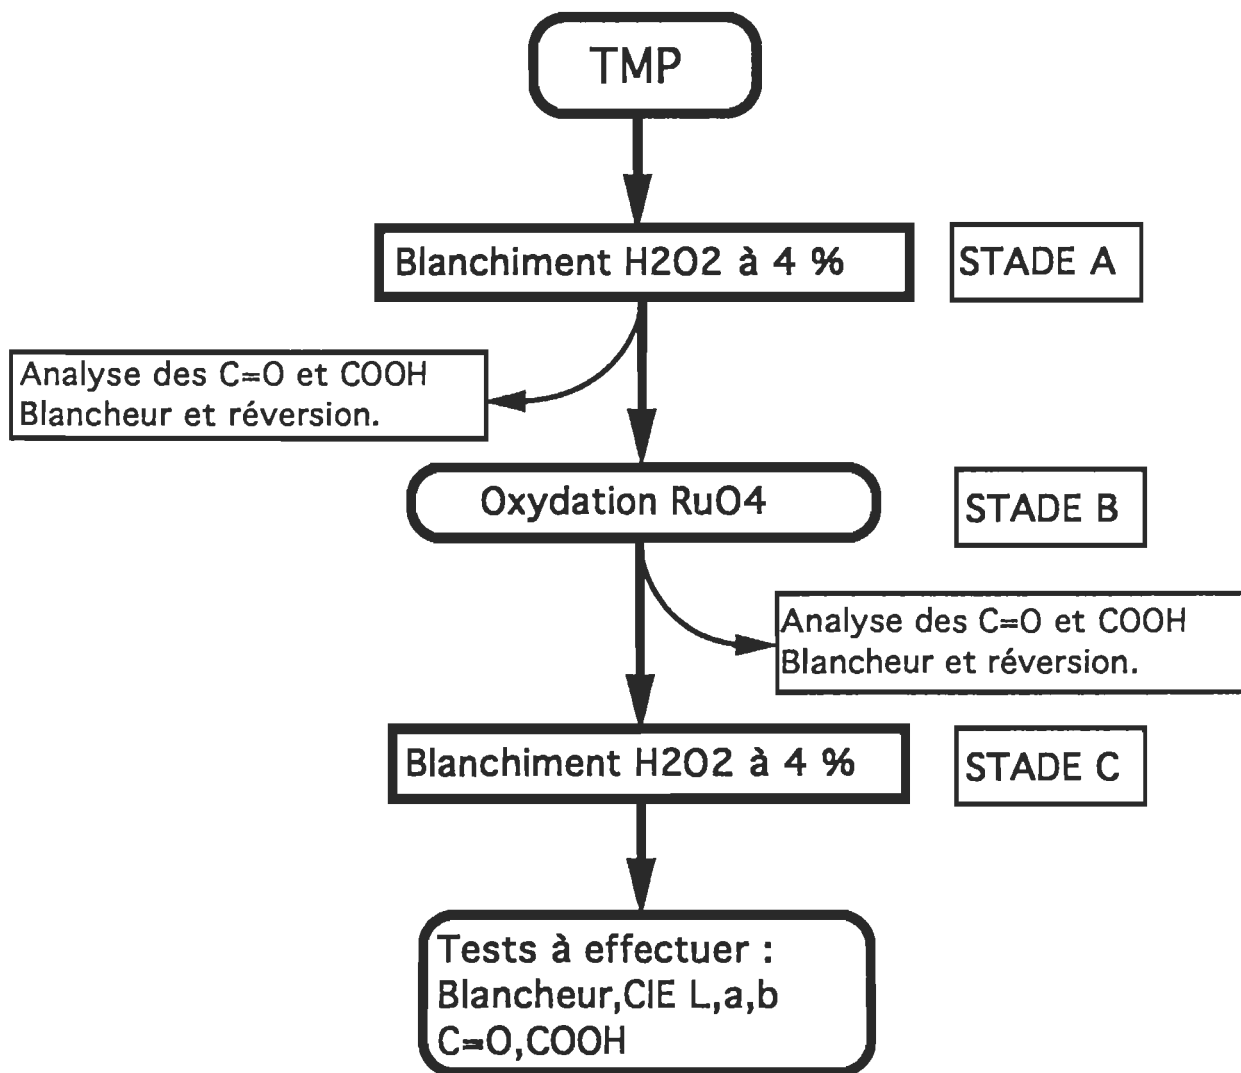 TMP
Blanchiment H2O2 à 4 %
STADE A
Analyse des C=O et COOH
Blancheur et réversion.
Oxydation RuO4
STADE B
Analyse des C=O et COOH
Blancheur et réversion.
Blanchiment H2O2 à 4 %
STADE C
Tests à effectuer :
Blancheur,CIE L,a,b
C=O,COOH